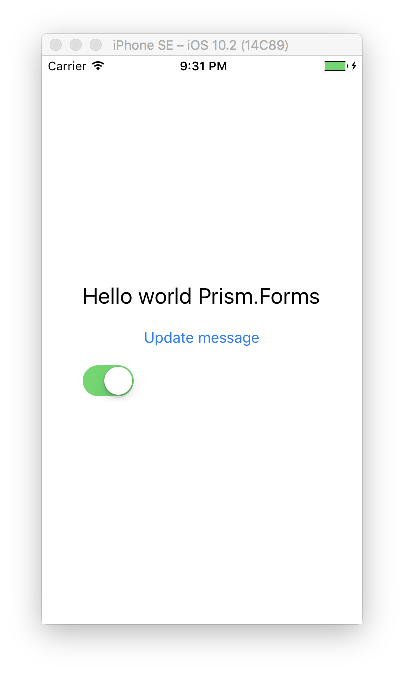 iPhone SE – iOS 10.2 (14C89)
Carrier 9:31 PM
Hello world Prism.Forms
Update message